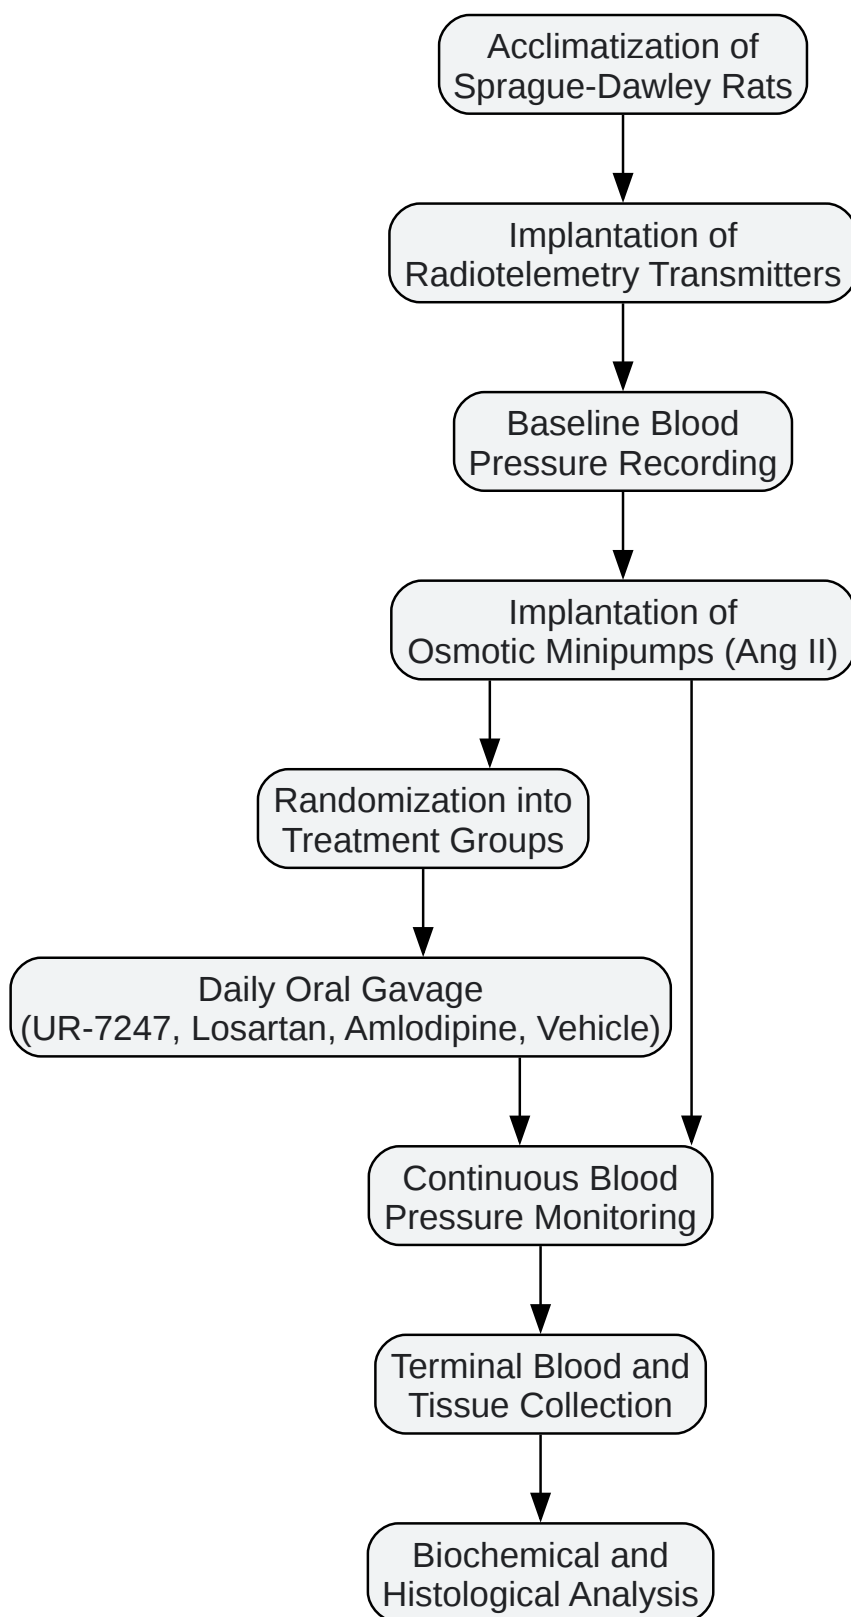 Acclimatization of
Sprague-Dawley Rats
Implantation of
Radiotelemetry Transmitters
Baseline Blood
Pressure Recording
Implantation of
Osmotic Minipumps (Ang II)
Randomization into
Treatment Groups
Daily Oral Gavage
(UR-7247, Losartan, Amlodipine, Vehicle)
Continuous Blood
Pressure Monitoring
Terminal Blood and
Tissue Collection
Biochemical and
Histological Analysis